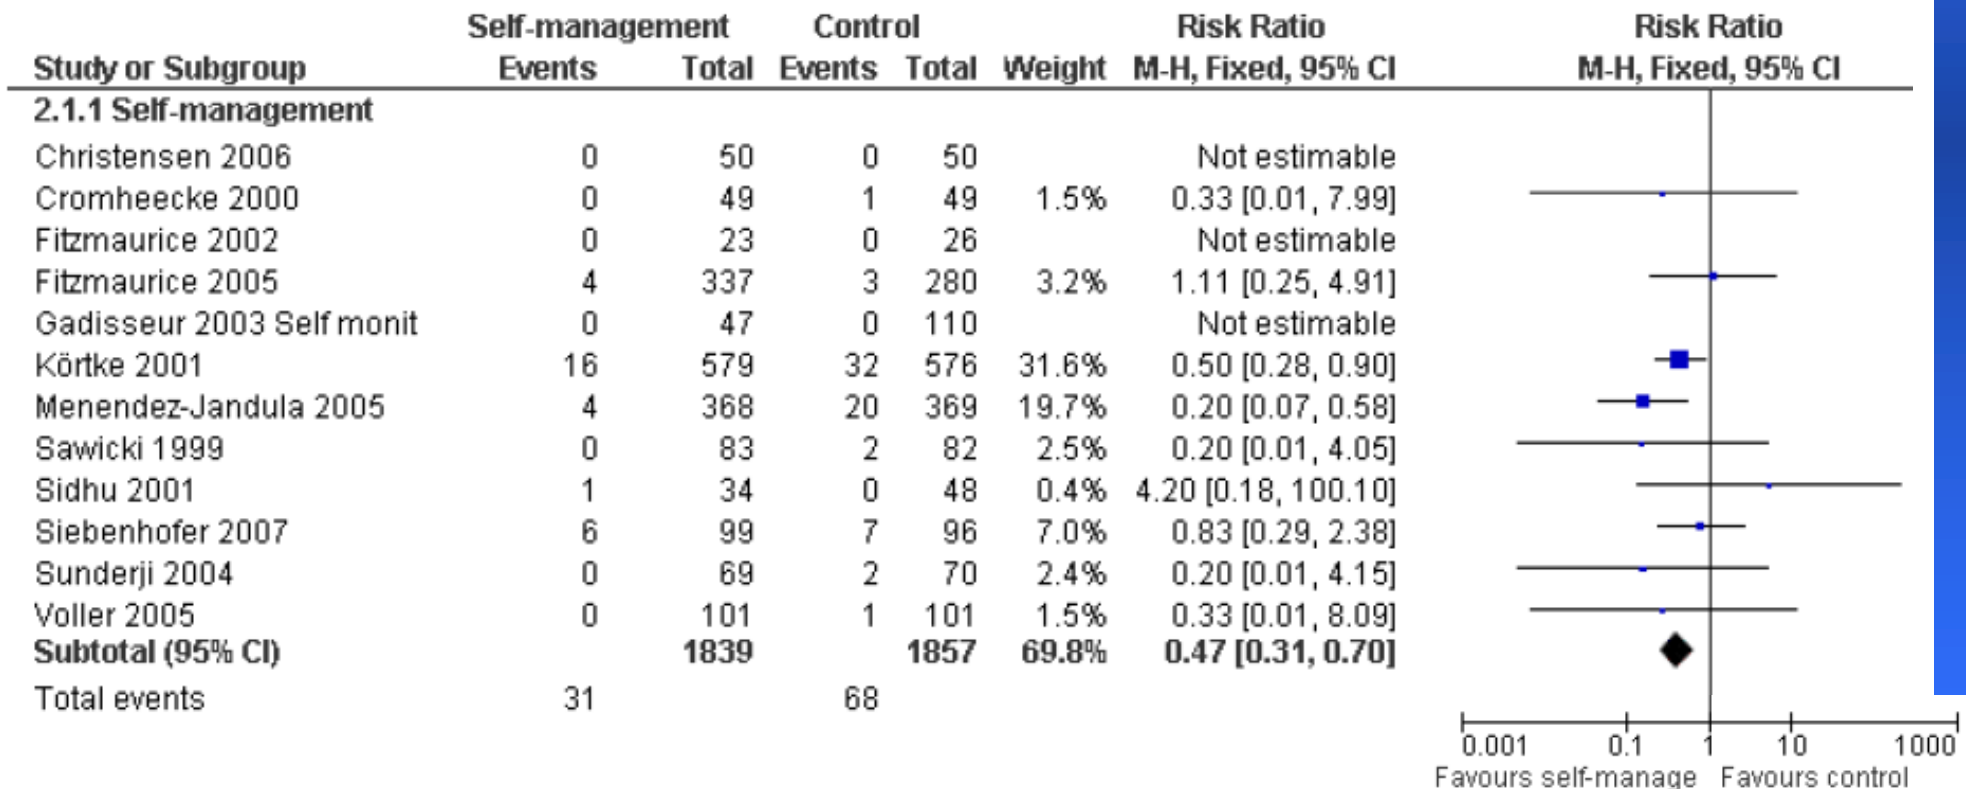 Self-management Control Risk Ratio Risk Ratio
Study or Subgroup Events Total Events Total Weight M-H, Fixed, 95% CI M-H, Fixed, 95% CI
2.1.1 Self-management
Christensen 2006 0 50 0 50 Not estimable
Cromheecke 2000 0 49 1 49 1.5% 0.33 [0.01, 7.99]
Fitzmaurice 2002 0 23 0 26 Not estimable
Fitzmaurice 2005 4 337 3 280 3.2% 1.11 [0.25, 4.91]
Gadisseur 2003 Self monit 0 47 0 110 Not estimable
Körtke 2001 16 579 32 576 31.6% 0.50 [0.28, 0.90]
Menendez-Jandula 2005 4 368 20 369 19.7% 0.20 [0.07, 0.58]
Sawicki 1999 0 83 2 82 2.5% 0.20 [0.01, 4.05]
Sidhu 2001 1 34 0 48 0.4% 4.20 [0.18, 100.10]
Siebenhofer 2007 6 99 7 96 7.0% 0.83 [0.29, 2.38]
Sunderji 2004 0 69 2 70 2.4% 0.20 [0.01, 4.15]
Voller 2005 0 101 1 101 1.5% 0.33 [0.01, 8.09]
Subtotal (95% CI) 1839 1857 69.8% 0.47 [0.31, 0.70]
Total events 31 68
0.001 0.1 1 10 1000
Favours self-manage Favours control